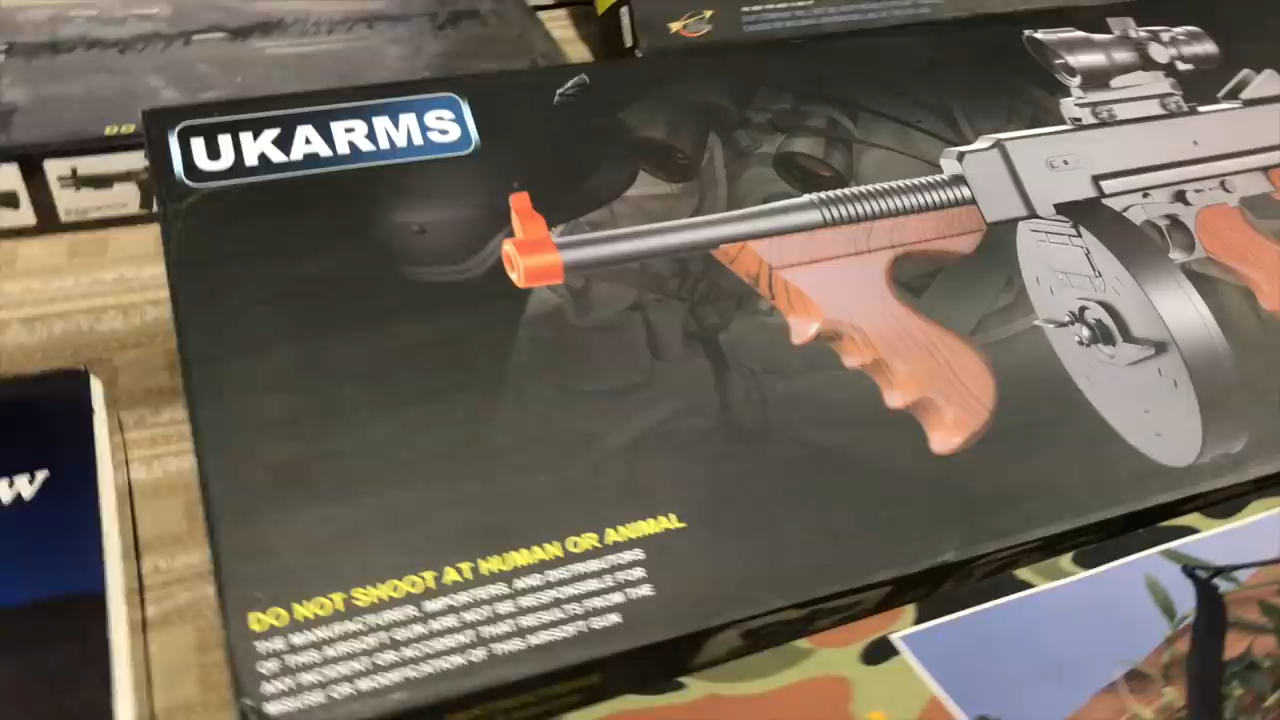 UKARMS
W
DO NOT SHOOT AT HUMAN OR ANIMAL
THE MANUFACTURER, IMPORTERS, AND DISTRIBUTORS
OF THIS AIRSOFT GUN ARE NOT BE RESPONSIBLE FOR
ANY INCIDENT OR ACCIDENT THAT RESULTS FROM THE
MISUSE OR MODIFICATION OF THIS AIRSOFT GUN